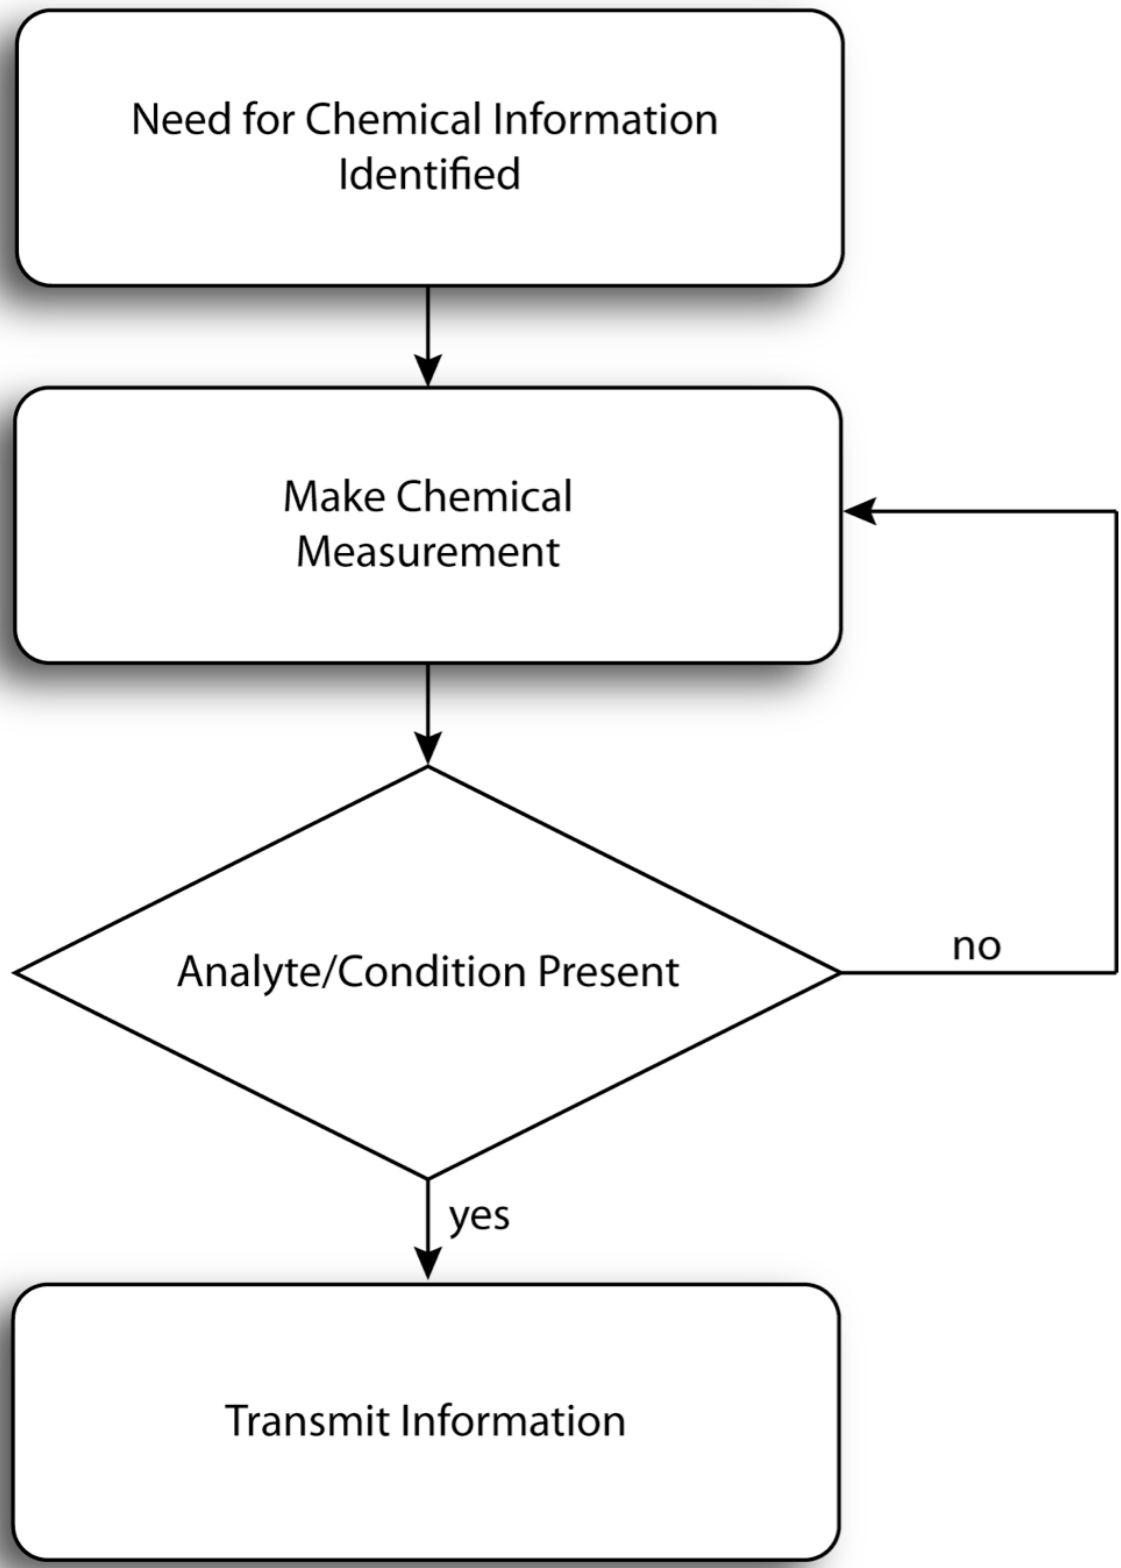 Need for Chemical Information
Identified
Make Chemical
Measurement
Analyte/Condition Present
no
yes
Transmit Information